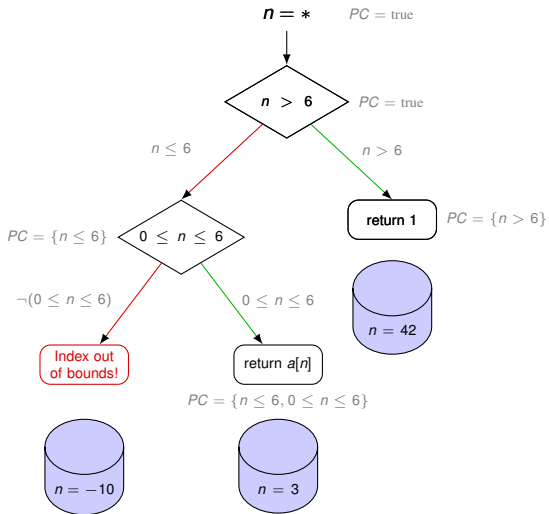 n = ∗
PC = true
n > 6
PC = true
n ≤ 6
n > 6
return 1
PC = {n > 6}
PC = {n ≤ 6}
0 ≤ n ≤ 6
¬(0 ≤ n ≤ 6)
0 ≤ n ≤ 6
n = 42
Index out
of bounds!
return a[n]
PC = {n ≤ 6, 0 ≤ n ≤ 6}
n = −10
n = 3